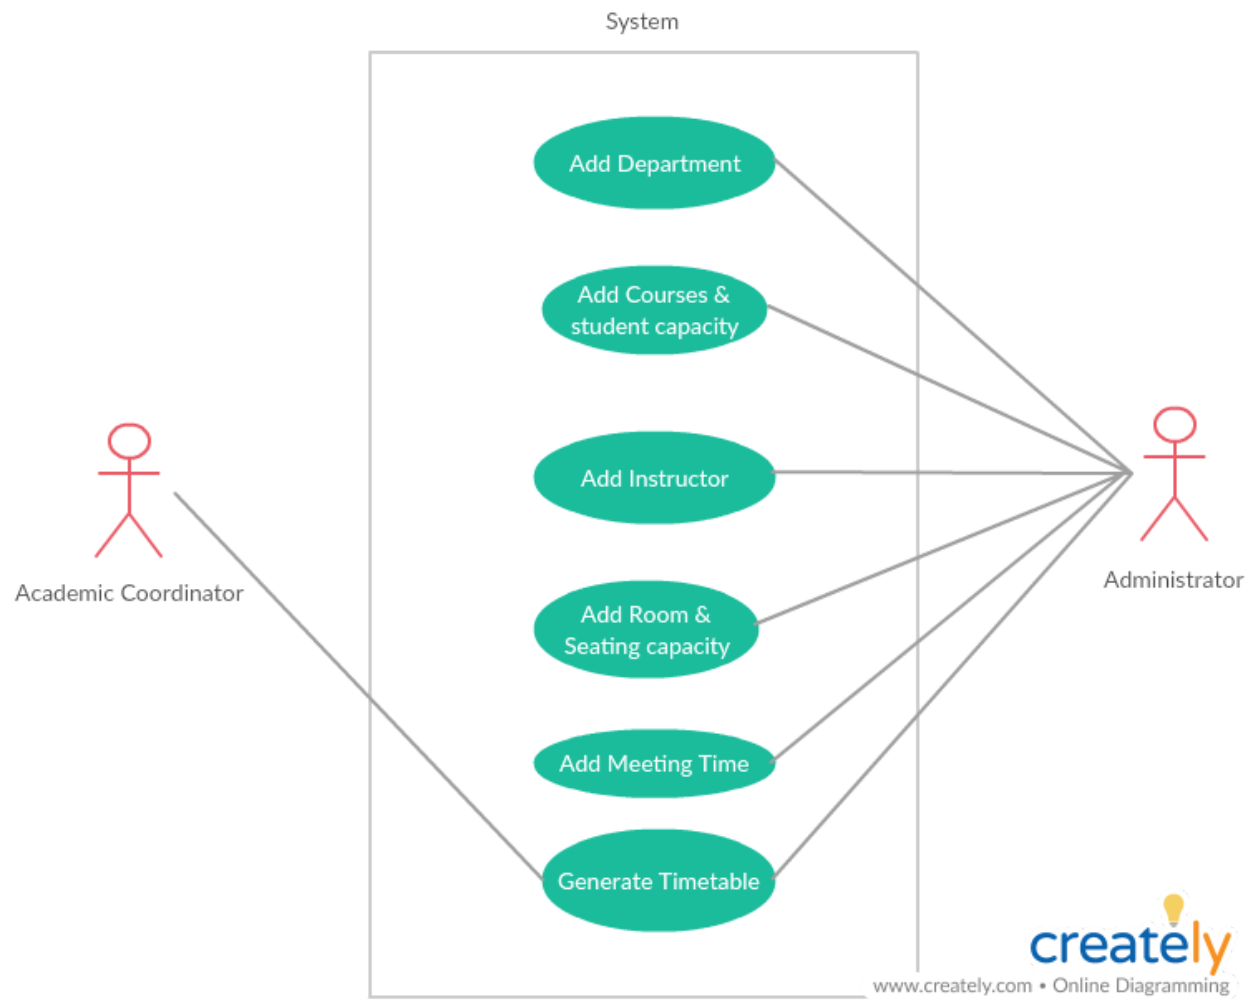 System
Add Department
Add Courses &
student capacity
Add Instructor
Academic Coordinator
Administrator
Add Room &
Seating capacity
Add Meeting Time
Generate Timetable
creately
www.creately.com • Online Diagramming